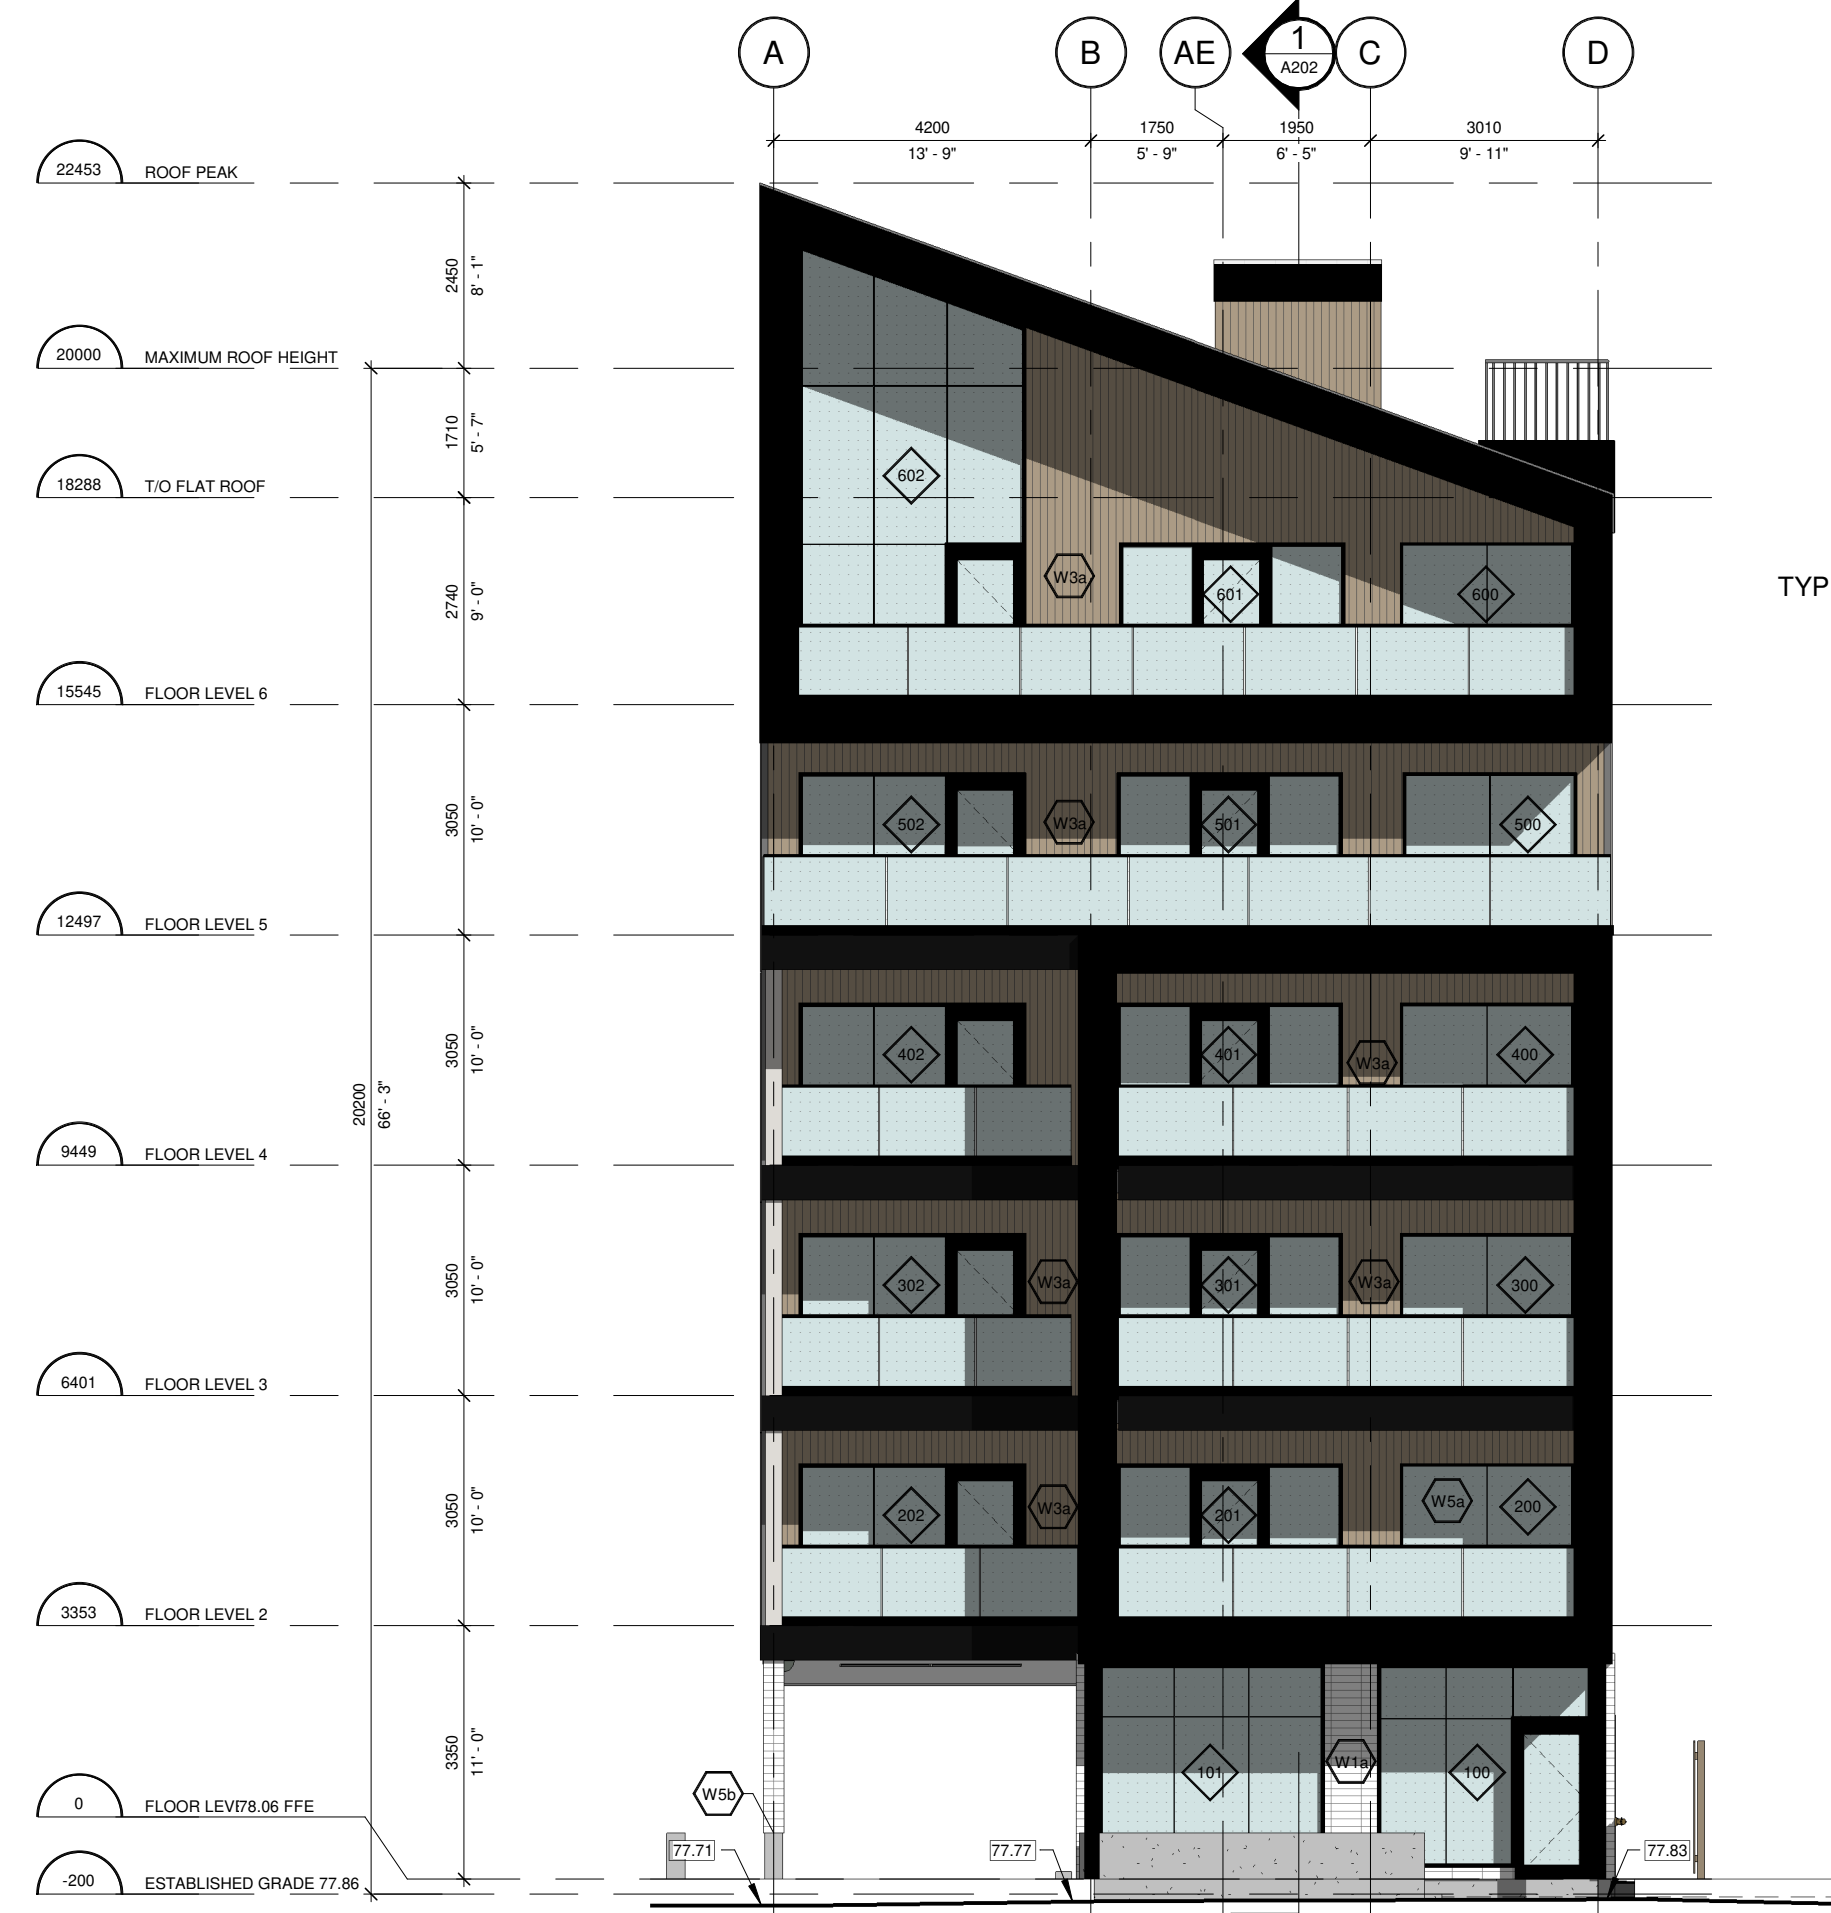 A B AE 1 C D
A202
4200 1750 1950 3010
13' - 9" 5' - 9" 6' - 5" 9' - 11"
22453 ROOF PEAK
2450
8' - 1"
20000 MAXIMUM ROOF HEIGHT
1710
5' - 7"
602
18288 T/O FLAT ROOF
TYP
2740
9' - 0"
W3a 601 600
15545 FLOOR LEVEL 6
3050
10' - 0"
502 W3a 501 500
12497 FLOOR LEVEL 5
3050
10' - 0"
402 401 W3a 400
20200
66' - 3"
9449 FLOOR LEVEL 4
3050
10' - 0"
302 W3a 301 W3a 300
6401 FLOOR LEVEL 3
3050
10' - 0"
202 W3a 201 W5a 200
3353 FLOOR LEVEL 2
3350
11' - 0"
101 W1a 100
W5b
0 FLOOR LEVE 78.06 FFE
77.71 77.77 77.83
-200 ESTABLISHED GRADE 77.86